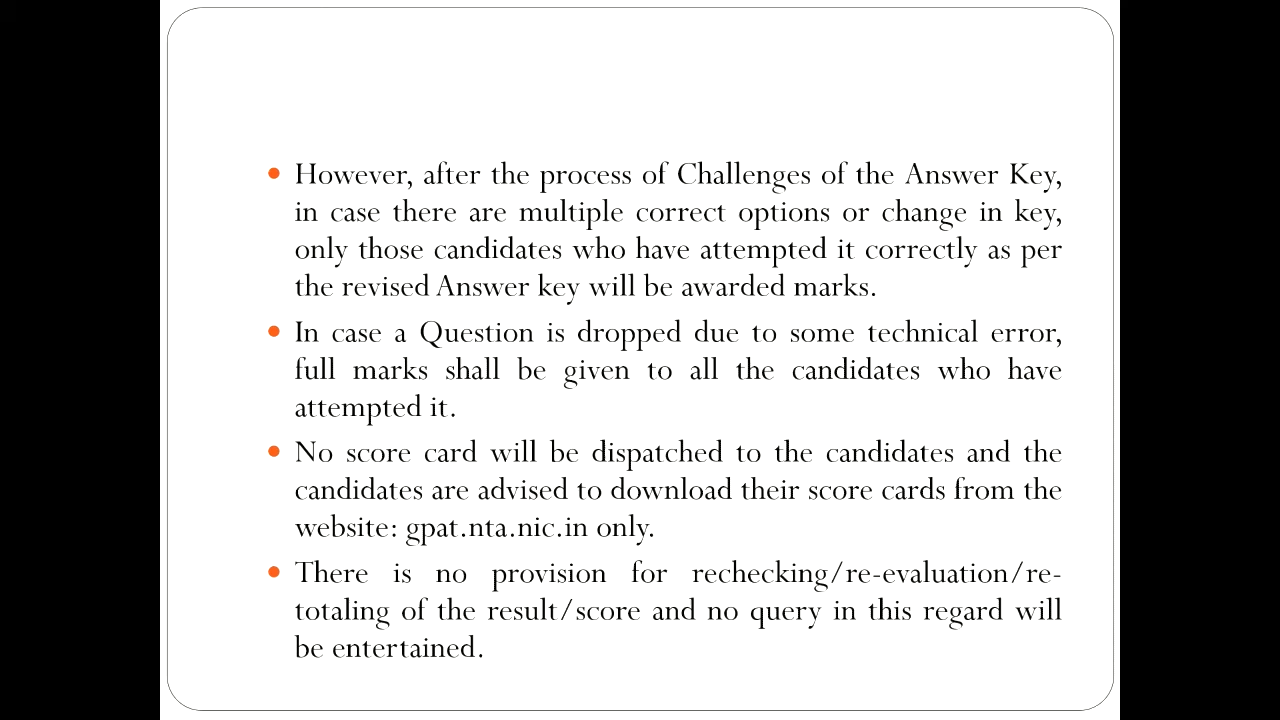 However, after the process of Challenges of the Answer Key,
in case there are multiple correct options or change in key,
only those candidates who have attempted it correctly as per
the revised Answer key will be awarded marks.
In case a Question is dropped due to some technical error,
full marks shall be given to all the candidates who have
attempted it.
No score card will be dispatched to the candidates and the
candidates are advised to download their score cards from the
website: gpat.nta.nic.in only.
There is no provision for rechecking/re-evaluation/re-
totaling of the result/score and no query in this regard will
be entertained.